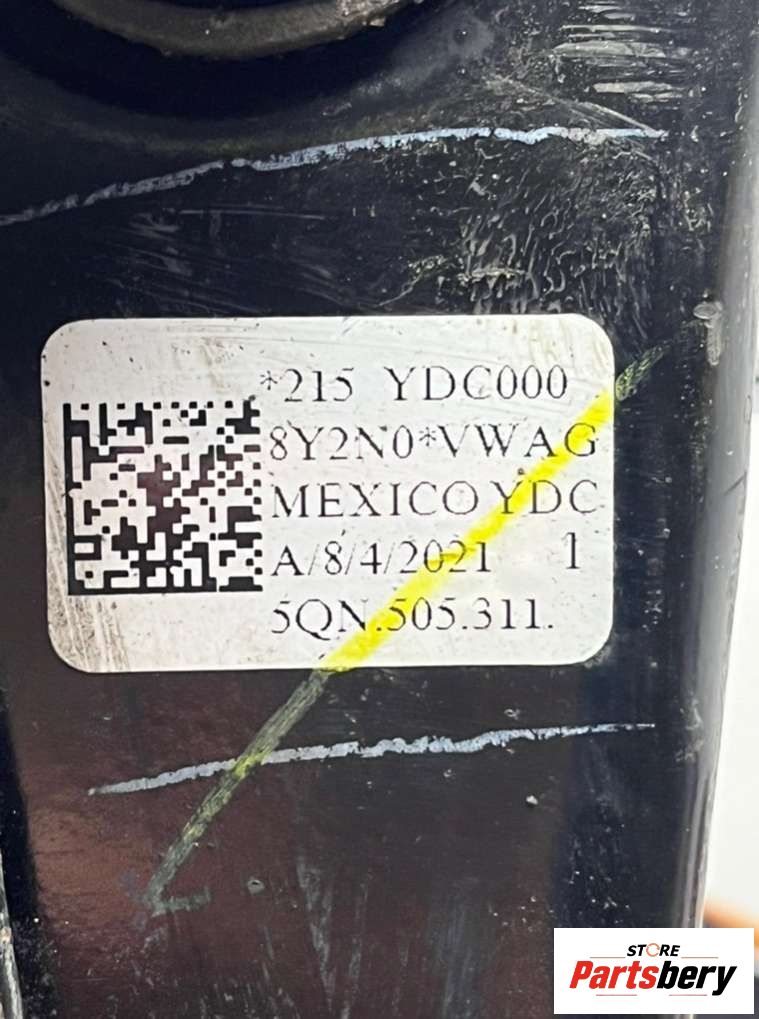 *215 YDC000
8Y2N0*VWAG
MEXICO YDC
A/8/4/2021 1
5QN.505.311.
STORE
Partsbery